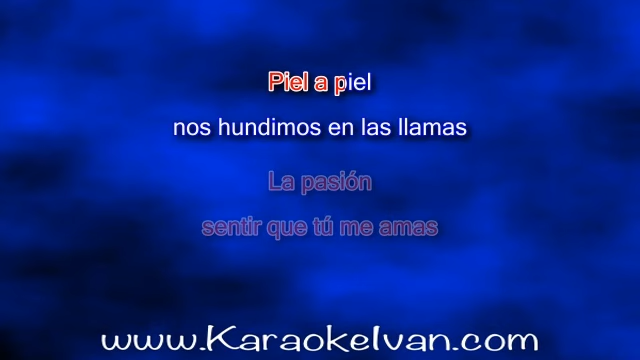 Piel a piel
nos hundimos en las llamas
La pasión
sentir que tú me amas
www.KaraokeIvan.com